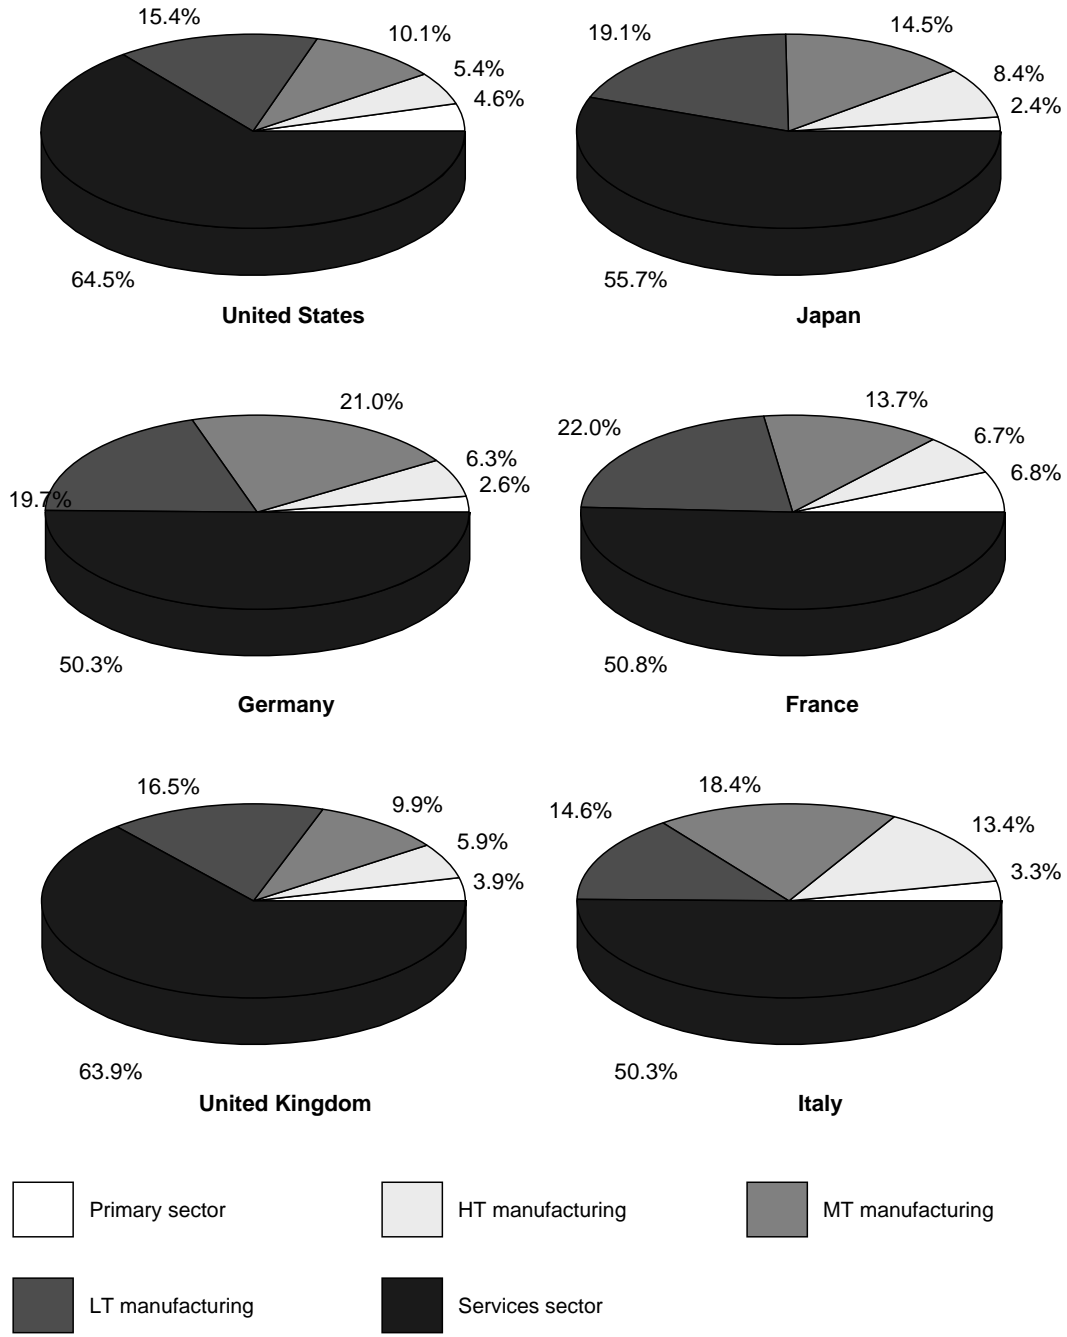 15.4%
10.1%
5.4%
4.6%
64.5%
United States
19.1%
14.5%
8.4%
2.4%
55.7%
Japan
21.0%
6.3%
2.6%
19.7%
50.3%
Germany
22.0%
13.7%
6.7%
6.8%
50.8%
France
16.5%
9.9%
5.9%
3.9%
63.9%
United Kingdom
14.6%
18.4%
13.4%
3.3%
50.3%
Italy
Primary sector
HT manufacturing
MT manufacturing
LT manufacturing
Services sector